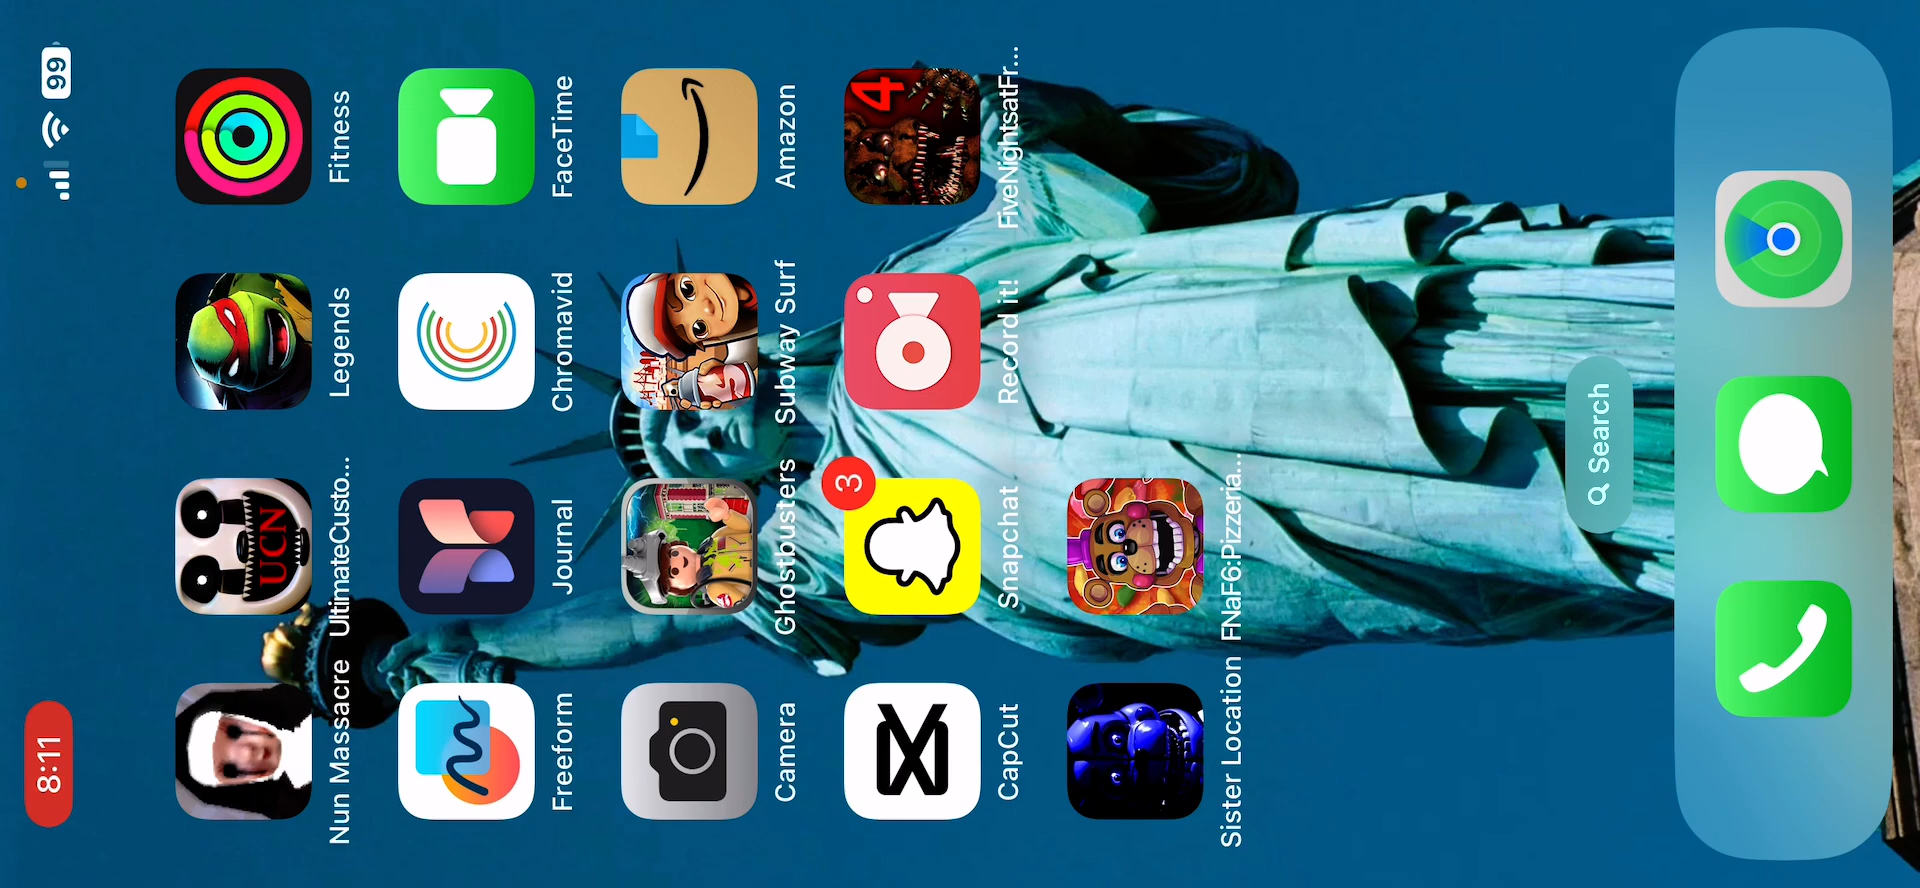 8:11
99
Nun Massacre
UltimateCusto...
Legends
Fitness
UCN
Freeform
Journal
Chromavid
FaceTime
Camera
Ghostbusters
Subway Surf
Amazon
CapCut
3
Snapchat
Record it!
4
FiveNightsatFr...
Sister Location
FNaF6:Pizzeria...
Search